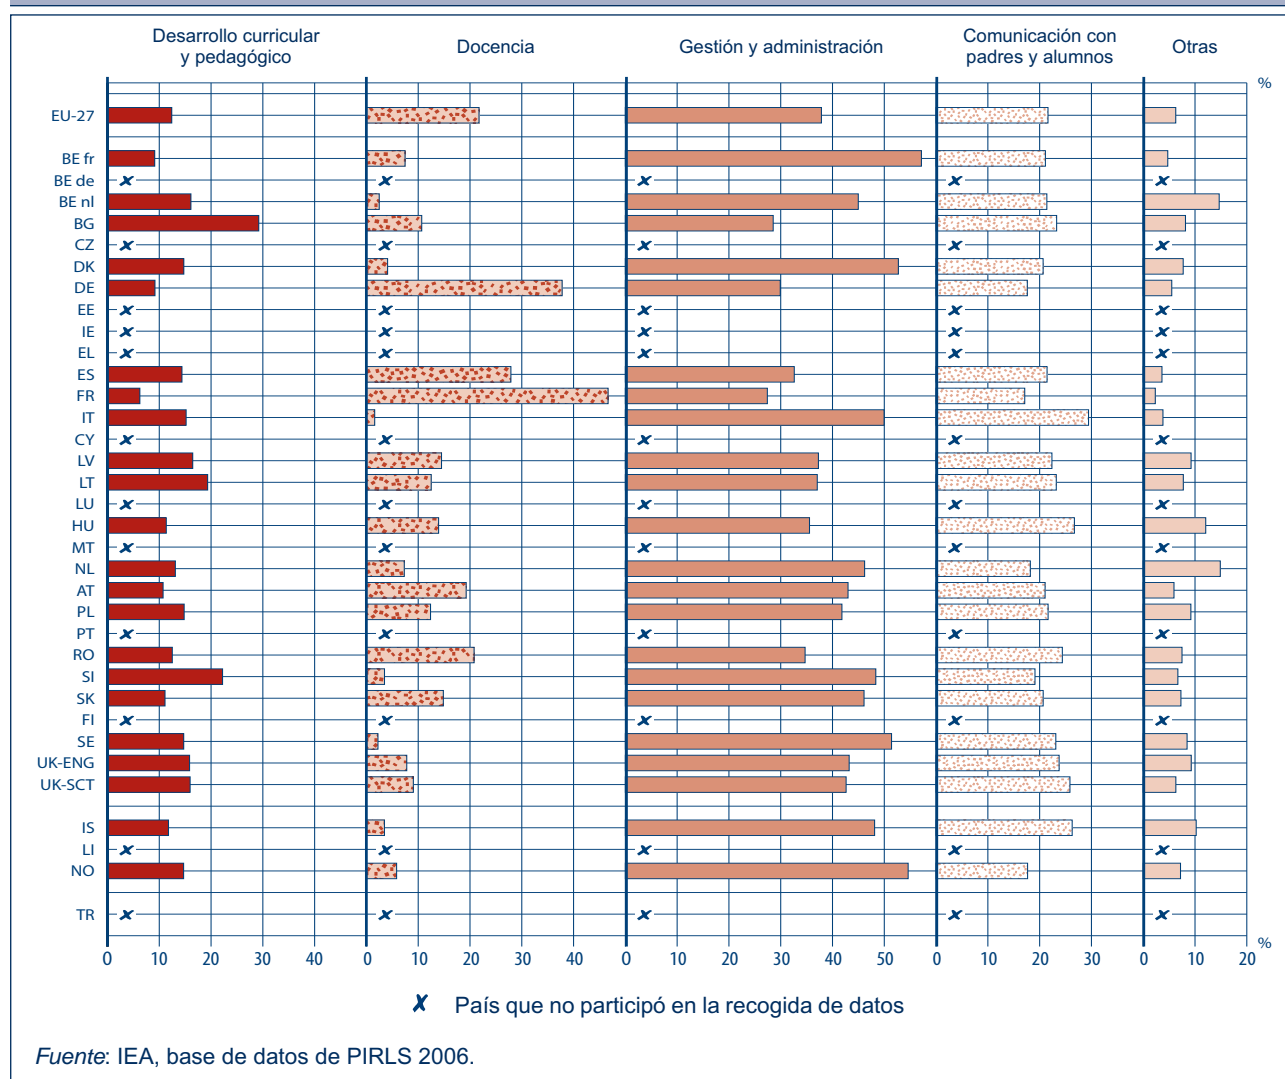 Desarrollo curricular
y pedagógico
Docencia
Gestión y administración
Comunicación con
padres y alumnos
Otras
%
EU-27
BE fr
BE de
BE nl
BG
CZ
DK
DE
EE
IE
EL
ES
FR
IT
CY
LV
LT
LU
HU
MT
NL
AT
PL
PT
RO
SI
SK
FI
SE
UK-ENG
UK-SCT
IS
LI
NO
TR
%
0 10 20 30 40 0 10 20 30 40 0 10 20 30 40 50 0 10 20 30 0 10 20
✗ País que no participó en la recogida de datos
Fuente: IEA, base de datos de PIRLS 2006.